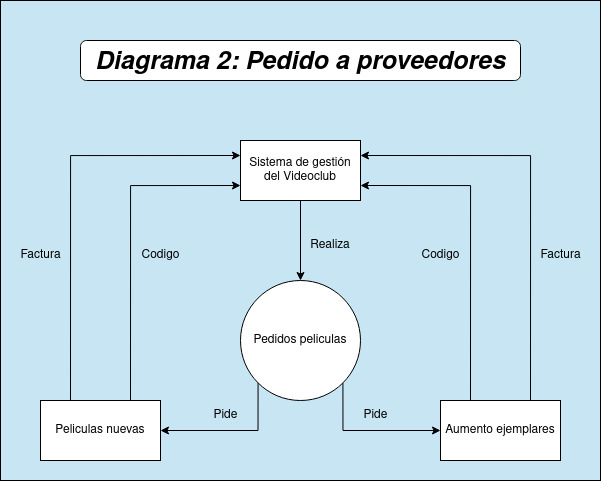 Diagrama 2: Pedido a proveedores
Sistema de gestión
del Videoclub
Realiza
Factura
Codigo
Codigo
Factura
Pedidos peliculas
Pide
Pide
Peliculas nuevas
Aumento ejemplares